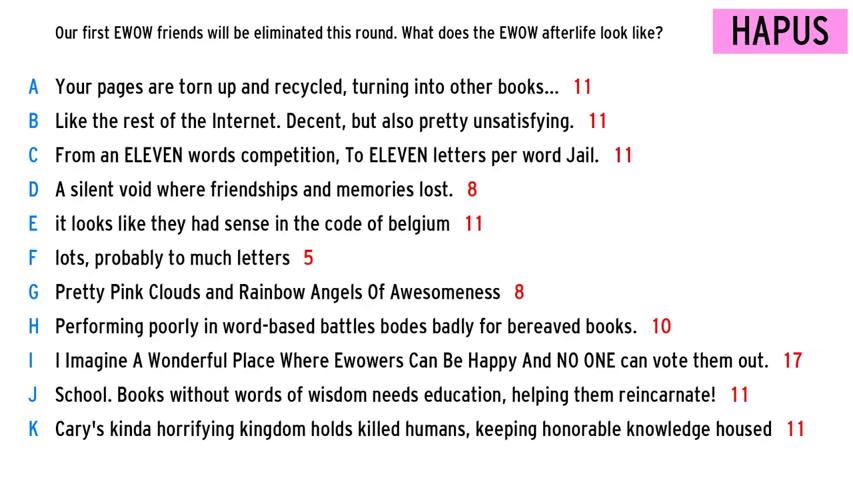 Our first EWOW friends will be eliminated this round. What does the EWOW afterlife look like?
HAPUS
A Your pages are torn up and recycled, turning into other books... 11
B Like the rest of the Internet. Decent, but also pretty unsatisfying. 11
C From an ELEVEN words competition, To ELEVEN letters per word Jail. 11
D A silent void where friendships and memories lost. 8
E it looks like they had sense in the code of belgium 11
F lots, probably to much letters 5
G Pretty Pink Clouds and Rainbow Angels Of Awesomeness 8
H Performing poorly in word-based battles bodes badly for bereaved books. 10
I I Imagine A Wonderful Place Where Ewowers Can Be Happy And NO ONE can vote them out. 17
J School. Books without words of wisdom needs education, helping them reincarnate! 11
K Cary's kinda horrifying kingdom holds killed humans, keeping honorable knowledge housed 11